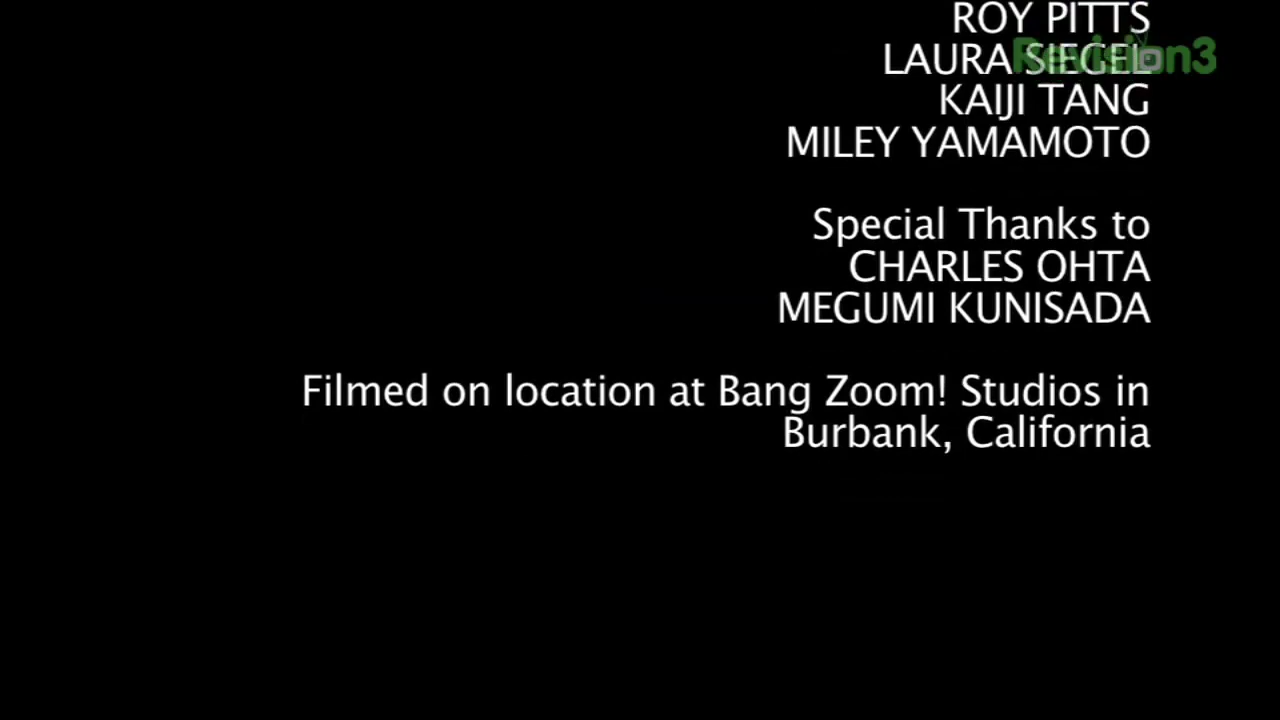 ROY PITTS
LAURA SIEGEL
Revision3
KAIJI TANG
MILEY YAMAMOTO
Special Thanks to
CHARLES OHTA
MEGUMI KUNISADA
Filmed on location at Bang Zoom! Studios in
Burbank, California